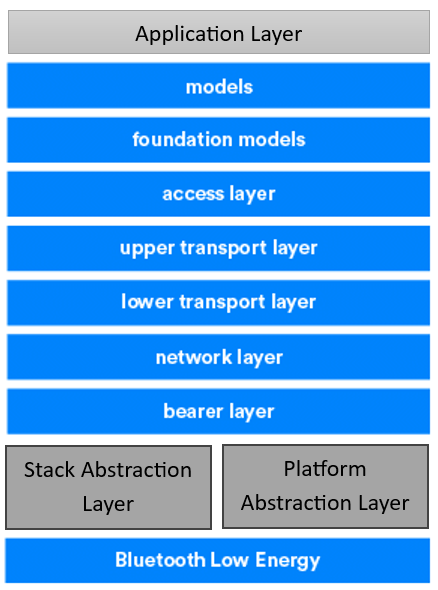 Application Layer
models
foundation models
access layer
upper transport layer
lower transport layer
network layer
bearer layer
Stack Abstraction
Layer
Platform
Abstraction Layer
Bluetooth Low Energy